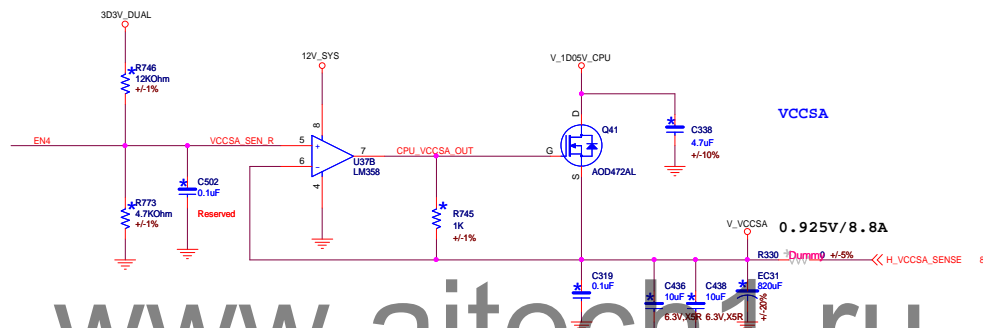 3D3V_DUAL
R746
12KOhm
+/-1%
12V_SYS
V_1D05V_CPU
VCCSA
EN4
VCCSA_SEN_R
5
+
6
-
8
4
7
U37B
LM358
CPU_VCCSA_OUT
G
D
S
Q41
AOD472AL
C338
4.7uF
+/-10%
C502
0.1uF
Reserved
R773
4.7KOhm
+/-1%
R745
1K
+/-1%
V_VCCSA
0.925V/8.8A
R330
Dummy
0
+/-5%
H_VCCSA_SENSE
8
C319
0.1uF
C436
10uF
6.3V,X5R
C438
10uF
6.3V,X5R
EC31
820uF
+/-20%
www.aitech1.ru